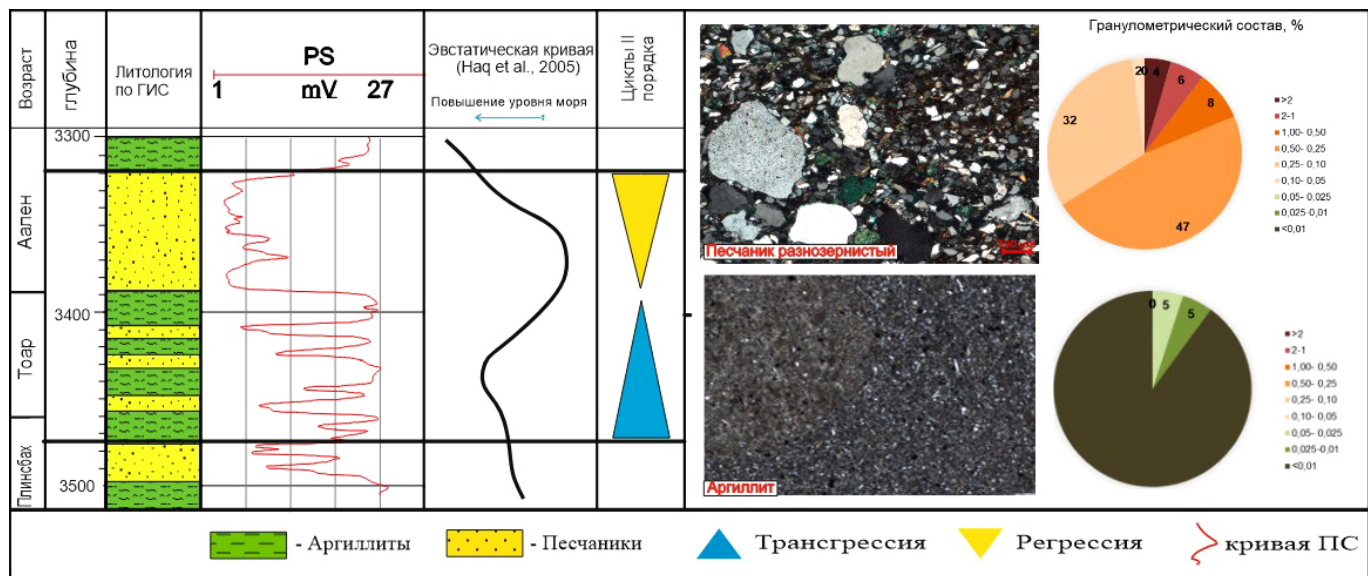 Возраст
глубина
Литология
по ГИС
PS
1 mV 27
Эвстатическая кривая
(Haq et al., 2005)
Повышение уровня моря
Циклы II
порядка
3300
3400
3500
Аален
Тоар
Плинсбах
Песчаник разнозернистый
Аргиллит
Гранулометрический состав, %
20
4
6
8
47
32
>2
2-1
1,00- 0,50
0,50- 0,25
0,25- 0,10
0,10- 0,05
0,05- 0,025
0,025-0,01
<0,01
0
5
5
>2
2-1
1,00- 0,50
0,50- 0,25
0,25- 0,10
0,10- 0,05
0,05- 0,025
0,025-0,01
<0,01
- Аргиллиты
- Песчаники
Трансгрессия
Регрессия
кривая ПС